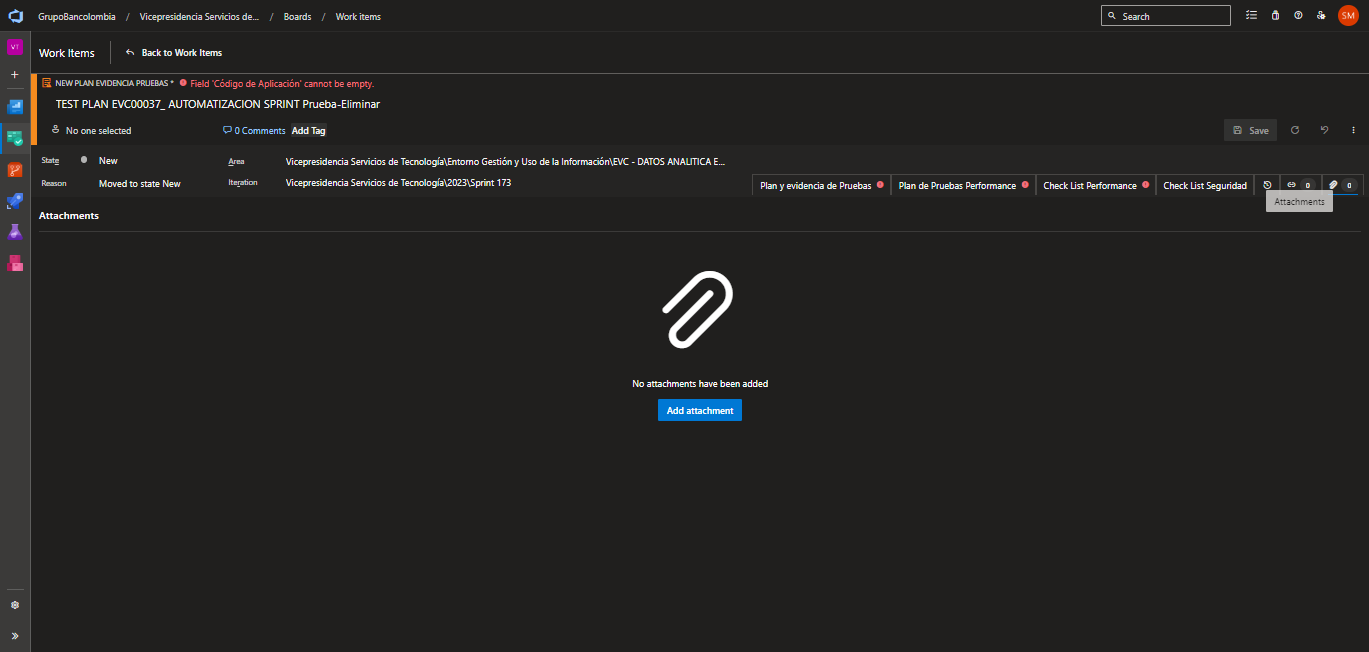 GrupoBancolombia / Vicepresidencia Servicios de... / Boards / Work items
Search
SM
VT
Work Items
Back to Work Items
NEW PLAN EVIDENCIA PRUEBAS * Field 'Código de Aplicación' cannot be empty.
TEST PLAN EVC00037_ AUTOMATIZACION SPRINT Prueba-Eliminar
No one selected
0 Comments
Add Tag
Save
State
New
Area
Vicepresidencia Servicios de Tecnología\Entorno Gestión y Uso de la Información\EVC - DATOS ANALITICA E...
Reason
Moved to state New
Iteration
Vicepresidencia Servicios de Tecnología\2023\Sprint 173
Plan y evidencia de Pruebas
Plan de Pruebas Performance
Check List Performance
Check List Seguridad
0
0
Attachments
Attachments
No attachments have been added
Add attachment